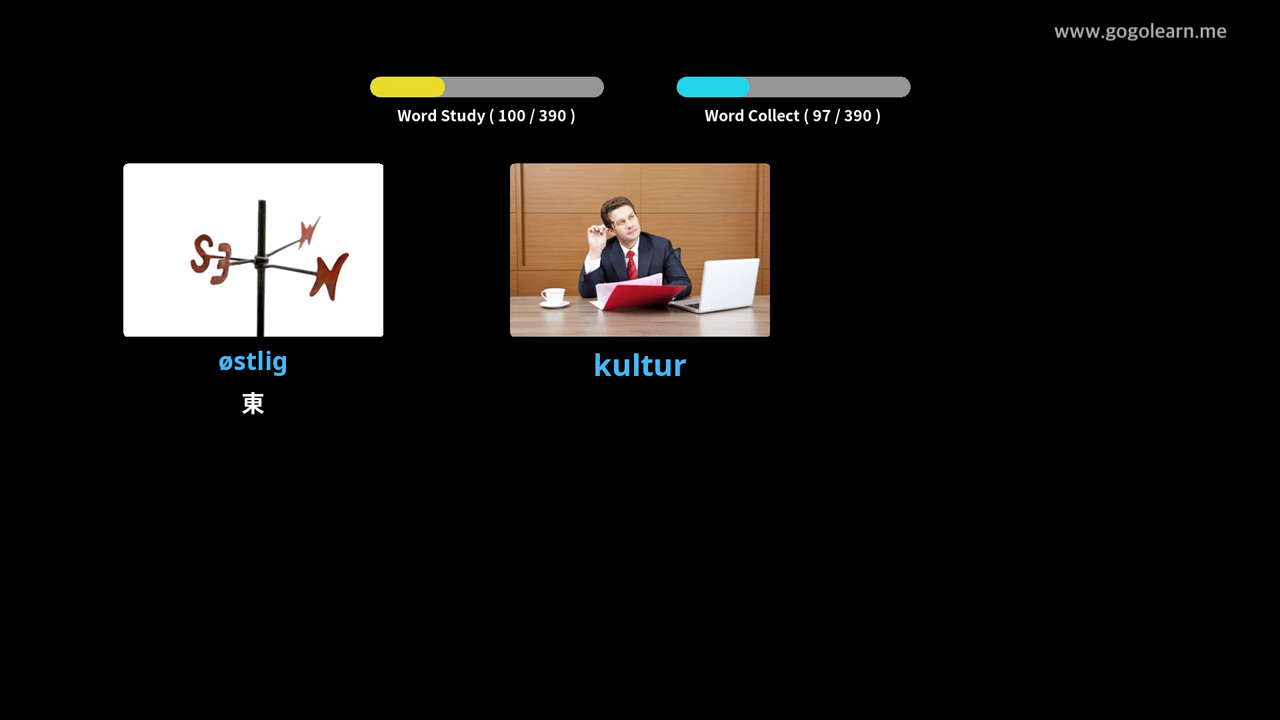 www.gogolearn.me
Word Study ( 100 / 390 )
Word Collect ( 97 / 390 )
S E N W
østlig
東
kultur